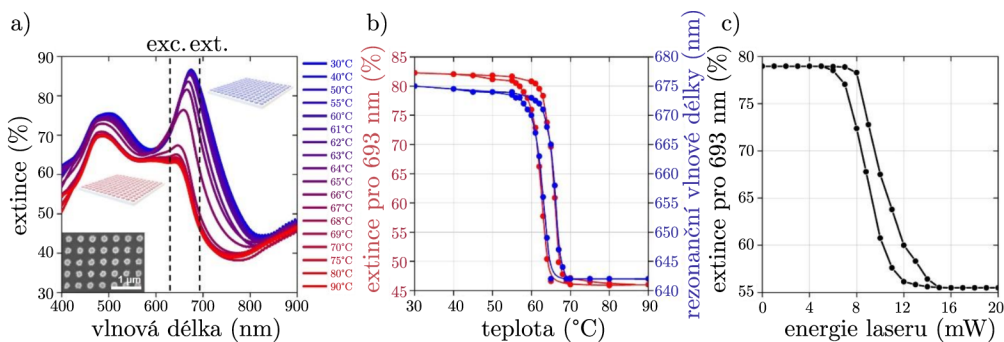 a)
exc. ext.
extince (%)
90
80
70
60
50
40
30
400
500
600
700
800
900
vlnová délka (nm)
1 μm
30°C
40°C
50°C
55°C
60°C
61°C
62°C
63°C
64°C
65°C
66°C
67°C
68°C
69°C
70°C
75°C
80°C
90°C
b)
extince pro 693 nm (%)
85
80
75
70
65
60
55
50
45
30
40
50
60
70
80
90
teplota (°C)
680
675
670
665
660
655
650
645
640
rezonanční vlnové délky (nm)
c)
extince pro 693 nm (%)
80
75
70
65
60
55
0
4
8
12
16
20
energie laseru (mW)